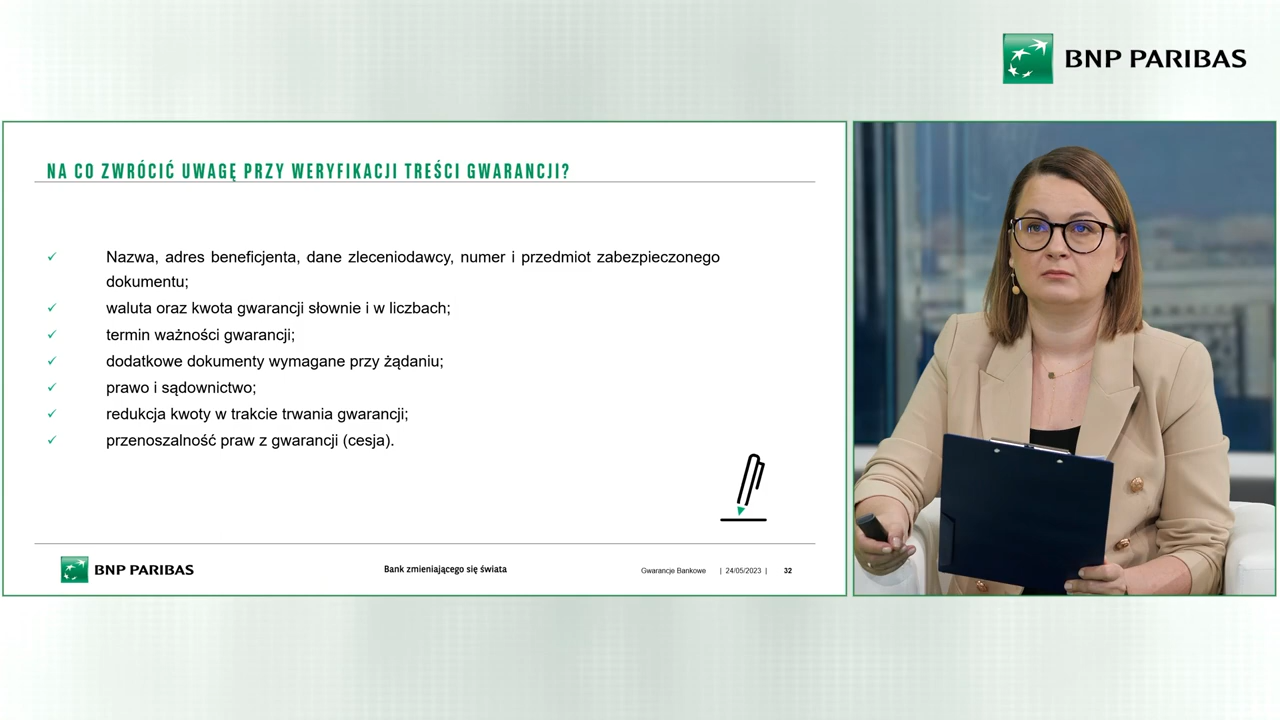 BNP PARIBAS
NA CO ZWRÓCIĆ UWAGĘ PRZY WERYFIKACJI TREŚCI GWARANCJI?
Nazwa, adres beneficjenta, dane zleceniodawcy, numer i przedmiot zabezpieczonego
dokumentu;
waluta oraz kwota gwarancji słownie i w liczbach;
termin ważności gwarancji;
dodatkowe dokumenty wymagane przy żądaniu;
prawo i sądownictwo;
redukcja kwoty w trakcie trwania gwarancji;
przenoszalność praw z gwarancji (cesja).
BNP PARIBAS
Bank zmieniającego się świata
Gwarancje Bankowe | 24/05/2023 | 32